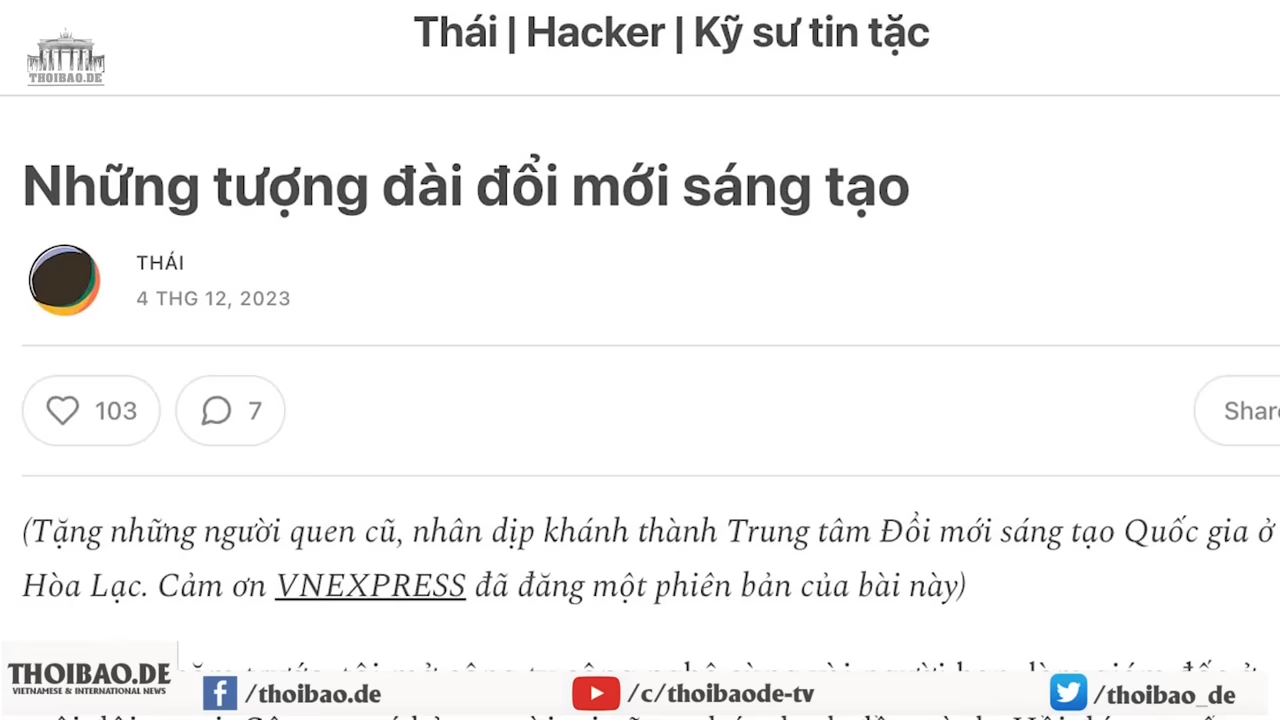 THOIBAO.DE
Thái | Hacker | Kỹ sư tin tặc
Những tượng đài đổi mới sáng tạo
THÁI
4 THG 12, 2023
103
7
Share
(Tặng những người quen cũ, nhân dịp khánh thành Trung tâm Đổi mới sáng tạo Quốc gia ở
Hòa Lạc. Cảm ơn VNEXPRESS đã đăng một phiên bản của bài này)
THOIBAO.DE
VIETNAMESE & INTERNATIONAL NEWS
/thoibao.de
/c/thoibaode-tv
/thoibao_de